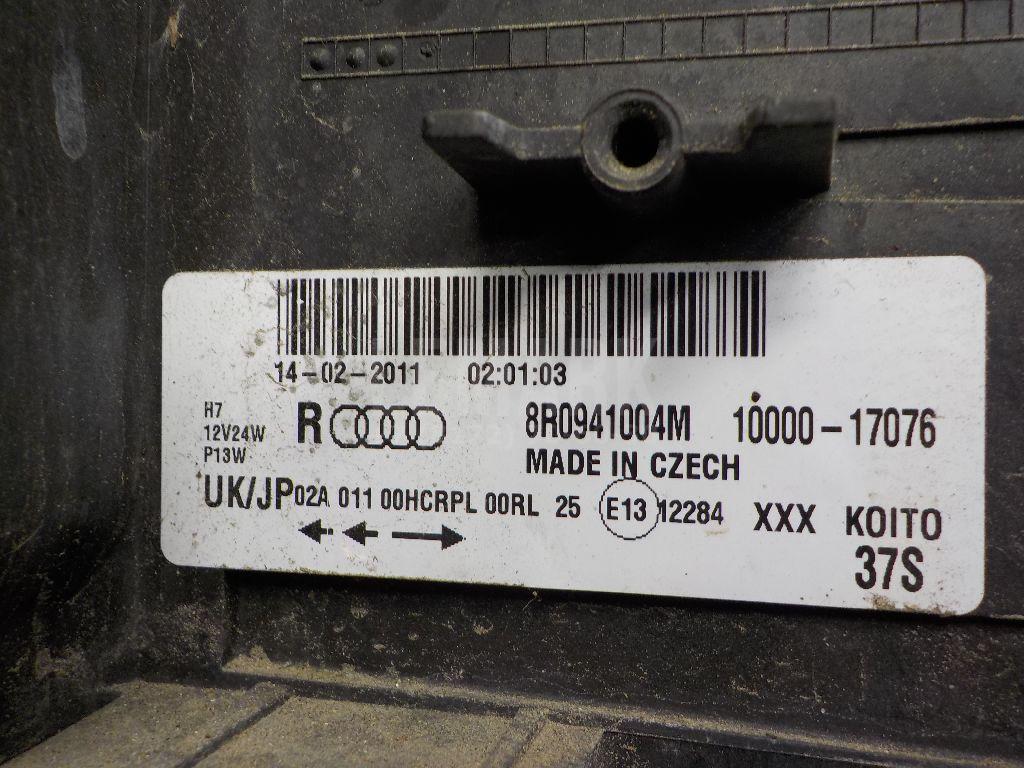 14-02-2011 02:01:03
H7
12V24W
P13W
R
8R0941004M 10000-17076
MADE IN CZECH
UK/JP 02A 011 00HCRPL 00RL 25 E13 12284 XXX KOITO
37S